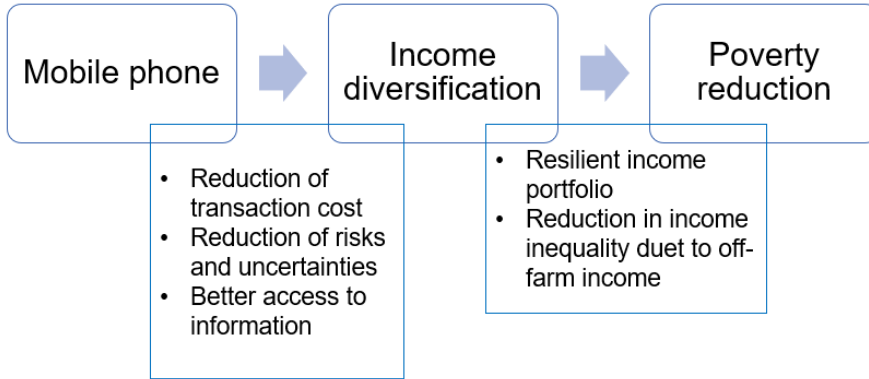 Mobile phone
Income
diversification
Poverty
reduction
• Reduction of
transaction cost
• Reduction of risks
and uncertainties
• Better access to
information
• Resilient income
portfolio
• Reduction in income
inequality duet to off-
farm income